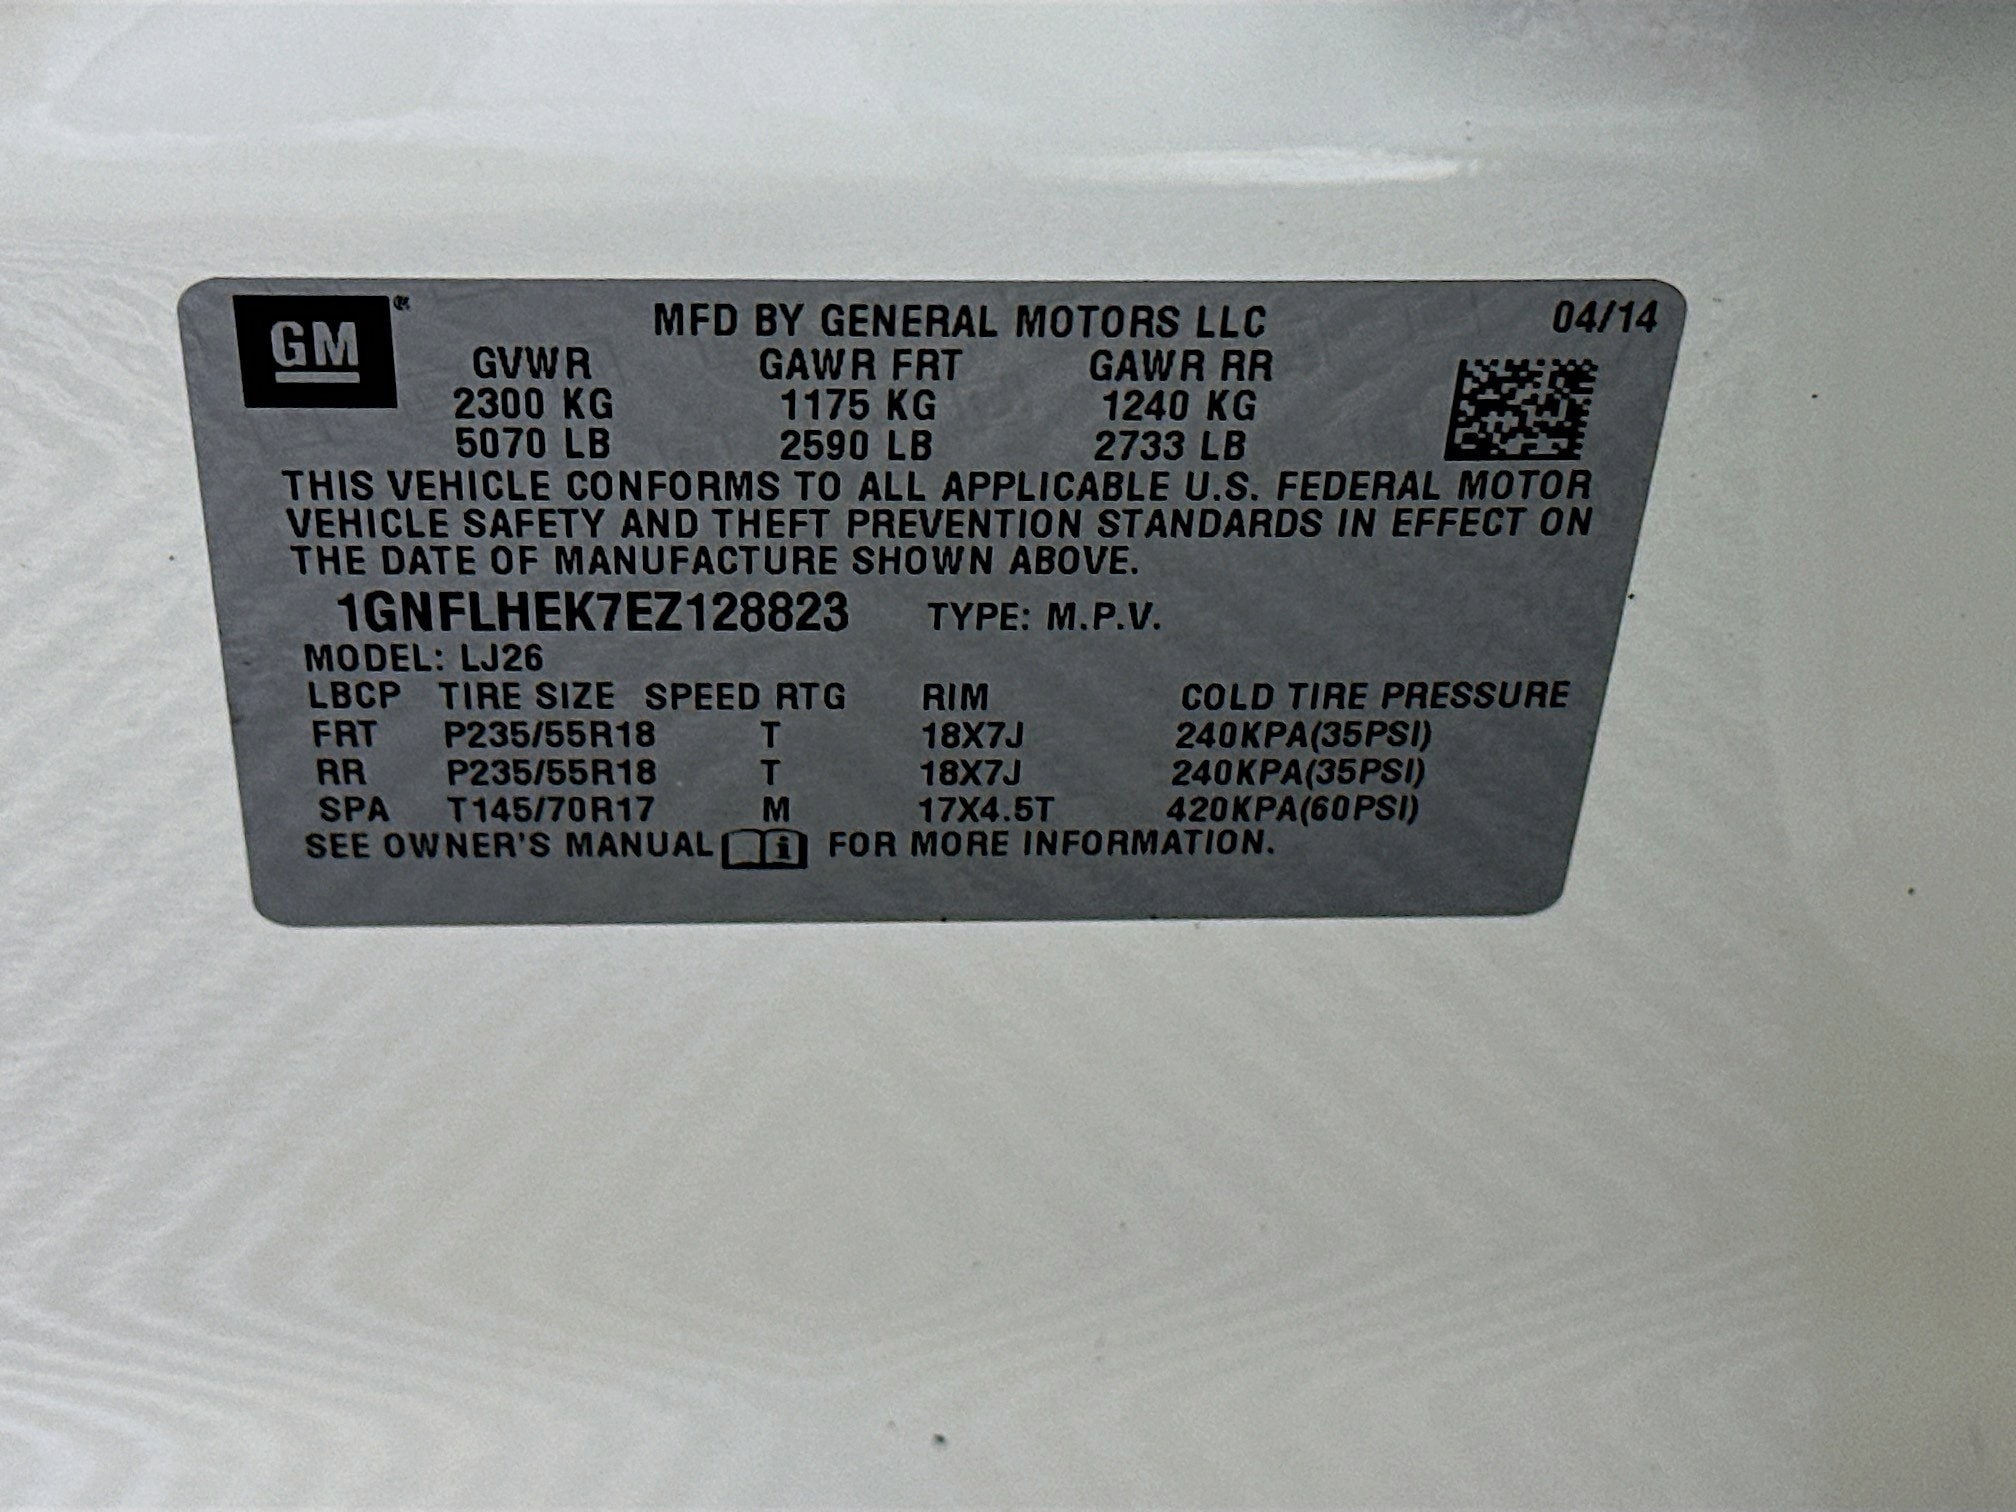 GM®
MFD BY GENERAL MOTORS LLC 04/14
GVWR GAWR FRT GAWR RR
2300 KG 1175 KG 1240 KG
5070 LB 2590 LB 2733 LB
THIS VEHICLE CONFORMS TO ALL APPLICABLE U.S. FEDERAL MOTOR
VEHICLE SAFETY AND THEFT PREVENTION STANDARDS IN EFFECT ON
THE DATE OF MANUFACTURE SHOWN ABOVE.
1GNFLHEK7EZ128823 TYPE: M.P.V.
MODEL: LJ26
LBCP TIRE SIZE SPEED RTG RIM COLD TIRE PRESSURE
FRT P235/55R18 T 18X7J 240KPA(35PSI)
RR P235/55R18 T 18X7J 240KPA(35PSI)
SPA T145/70R17 M 17X4.5T 420KPA(60PSI)
SEE OWNER'S MANUAL i FOR MORE INFORMATION.